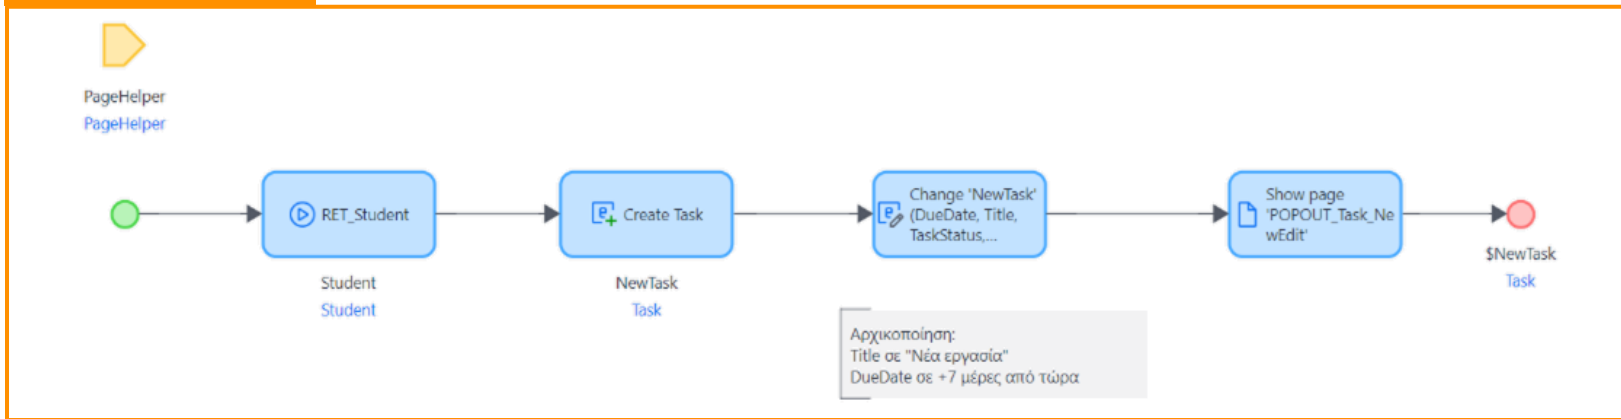 PageHelper
PageHelper
RET_Student
Student
Student
Create Task
NewTask
Task
Change 'NewTask'
(DueDate, Title,
TaskStatus,...
Αρχικοποίηση:
Title σε "Νέα εργασία"
DueDate σε +7 μέρες από τώρα
Show page
'POPOUT_Task_Ne
wEdit'
$NewTask
Task